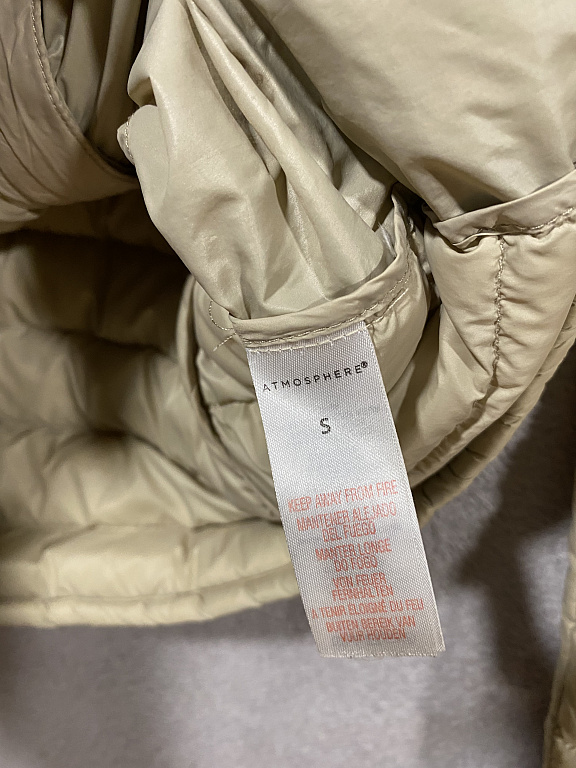 ATMOSPHERE®
S
KEEP AWAY FROM FIRE
MANTENER ALEJADO
DEL FUEGO
MANTER LONGE
DO FOGO
VON FEUER
FERNHALTEN
A TENIR ÉLOIGNÉ DU FEU
BUITEN BEREIK VAN
VUUR HOUDEN